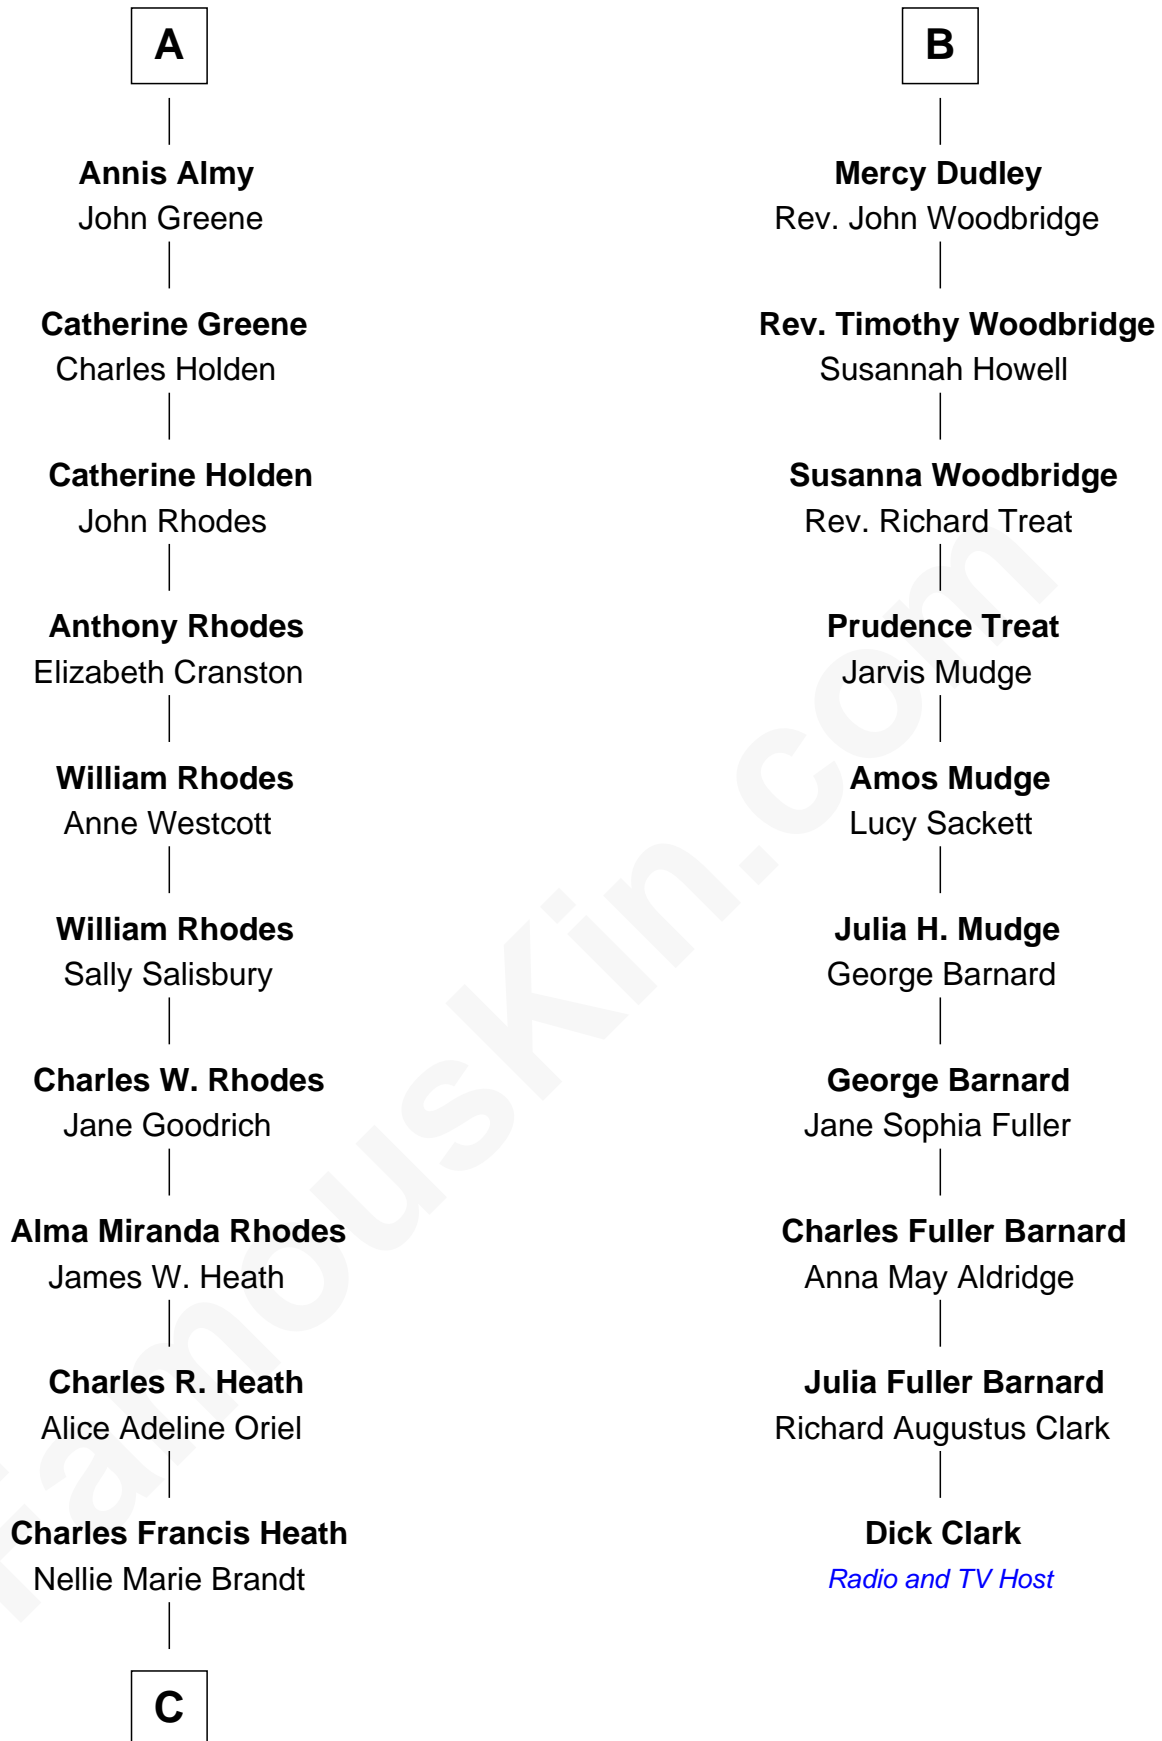 A
Annis Almy
John Greene
Catherine Greene
Charles Holden
Catherine Holden
John Rhodes
Anthony Rhodes
Elizabeth Cranston
William Rhodes
Anne Westcott
William Rhodes
Sally Salisbury
Charles W. Rhodes
Jane Goodrich
Alma Miranda Rhodes
James W. Heath
Charles R. Heath
Alice Adeline Oriel
Charles Francis Heath
Nellie Marie Brandt
C
B
Mercy Dudley
Rev. John Woodbridge
Rev. Timothy Woodbridge
Susannah Howell
Susanna Woodbridge
Rev. Richard Treat
Prudence Treat
Jarvis Mudge
Amos Mudge
Lucy Sackett
Julia H. Mudge
George Barnard
George Barnard
Jane Sophia Fuller
Charles Fuller Barnard
Anna May Aldridge
Julia Fuller Barnard
Richard Augustus Clark
Dick Clark
Radio and TV Host
FamousKin.com